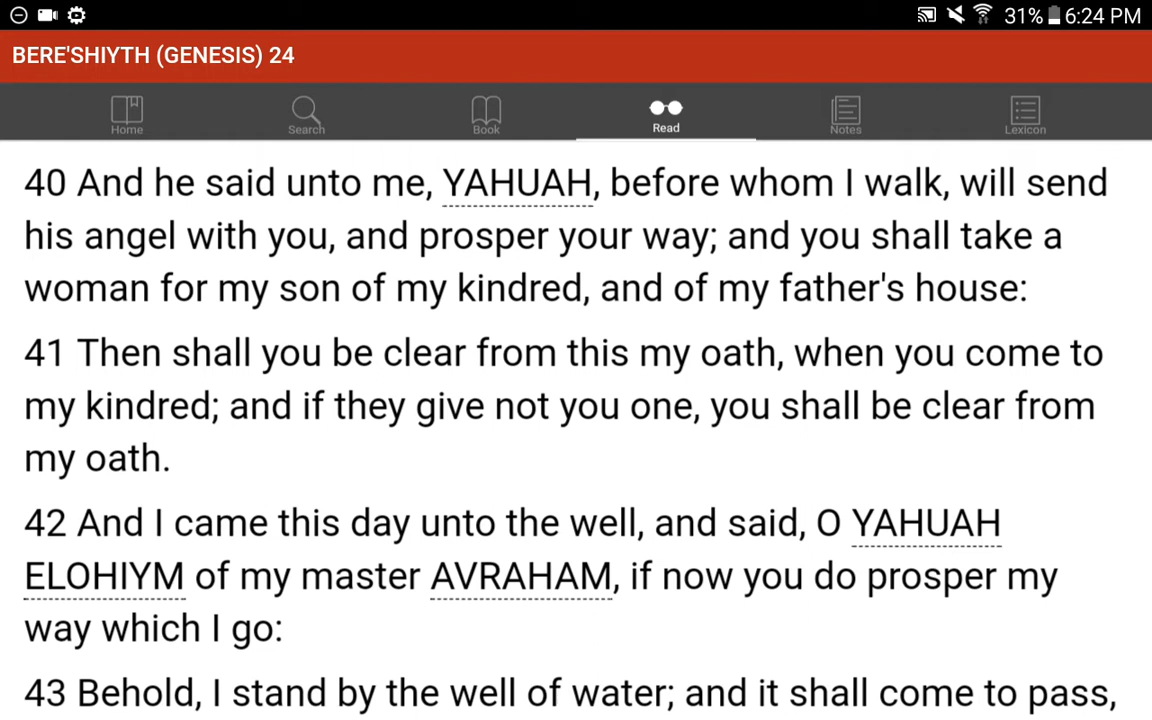 31% 6:24 PM
BERE'SHIYTH (GENESIS) 24
Home Search Book Read Notes Lexicon
40 And he said unto me, YAHUAH, before whom I walk, will send
his angel with you, and prosper your way; and you shall take a
woman for my son of my kindred, and of my father's house:
41 Then shall you be clear from this my oath, when you come to
my kindred; and if they give not you one, you shall be clear from
my oath.
42 And I came this day unto the well, and said, O YAHUAH
ELOHIYM of my master AVRAHAM, if now you do prosper my
way which I go:
43 Behold, I stand by the well of water; and it shall come to pass,